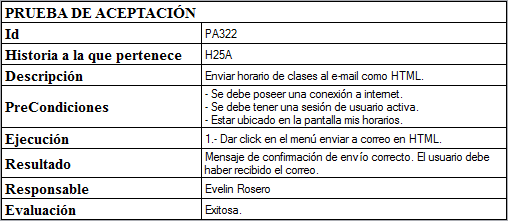 PRUEBA DE ACEPTACIÓN
Id PA322
Historia a la que pertenece H25A
Descripción Enviar horario de clases al e-mail como HTML.
PreCondiciones - Se debe poseer una conexión a internet.
- Se debe tener una sesión de usuario activa.
- Estar ubicado en la pantalla mis horarios.
Ejecución 1.- Dar click en el menú enviar a correo en HTML.
Resultado Mensaje de confirmación de envío correcto. El usuario debe
haber recibido el correo.
Responsable Evelin Rosero
Evaluación Exitosa.